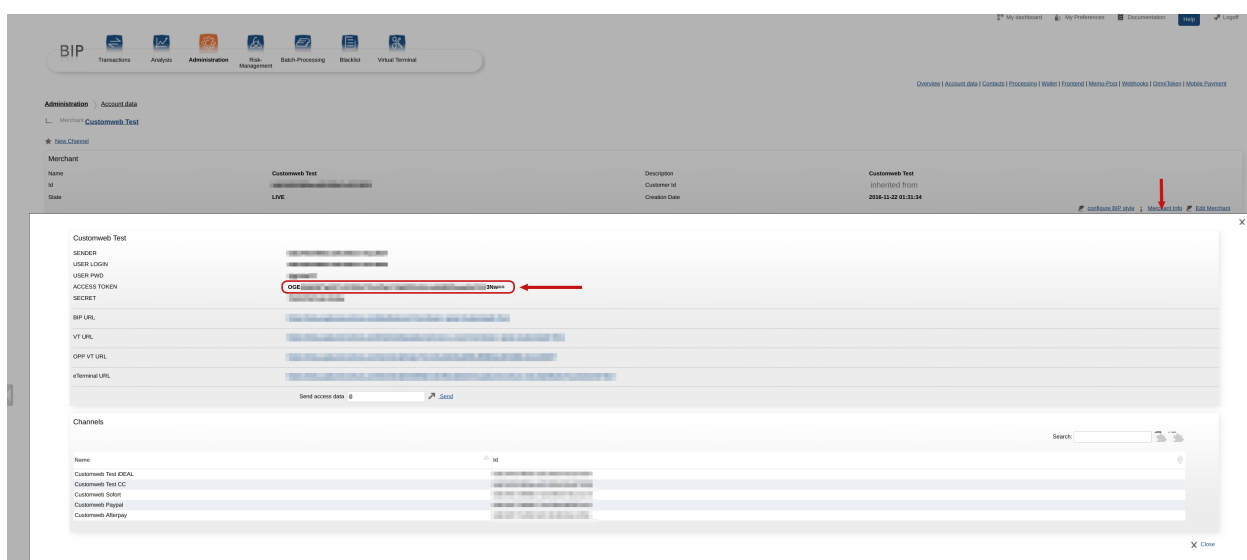 My dashboard My Preferences Documentation Help Logoff
BIP
Transactions Analysis Administration Risk-Management Batch-Processing Blacklist Virtual Terminal
Overview | Account data | Contacts | Processing | Wallet | Frontend | Memo-Post | Webhooks | OmniToken | Mobile Payment
Administration Account data
Merchant Customweb Test
New Channel
Merchant
Name Customweb Test Description Customweb Test
Id Customer Id inherited from
State LIVE Creation Date 2016-11-22 01:31:34
configure BIP style Merchant Info Edit Merchant
X
Customweb Test
SENDER
USER LOGIN
USER PWD
ACCESS TOKEN OGE 3Nw==
SECRET
BIP URL
VT URL
OPP VT URL
eTerminal URL
Send access data @ Send
Channels
Search:
Name Id
Customweb Test iDEAL
Customweb Test CC
Customweb Sofort
Customweb Paypal
Customweb Afterpay
X Close